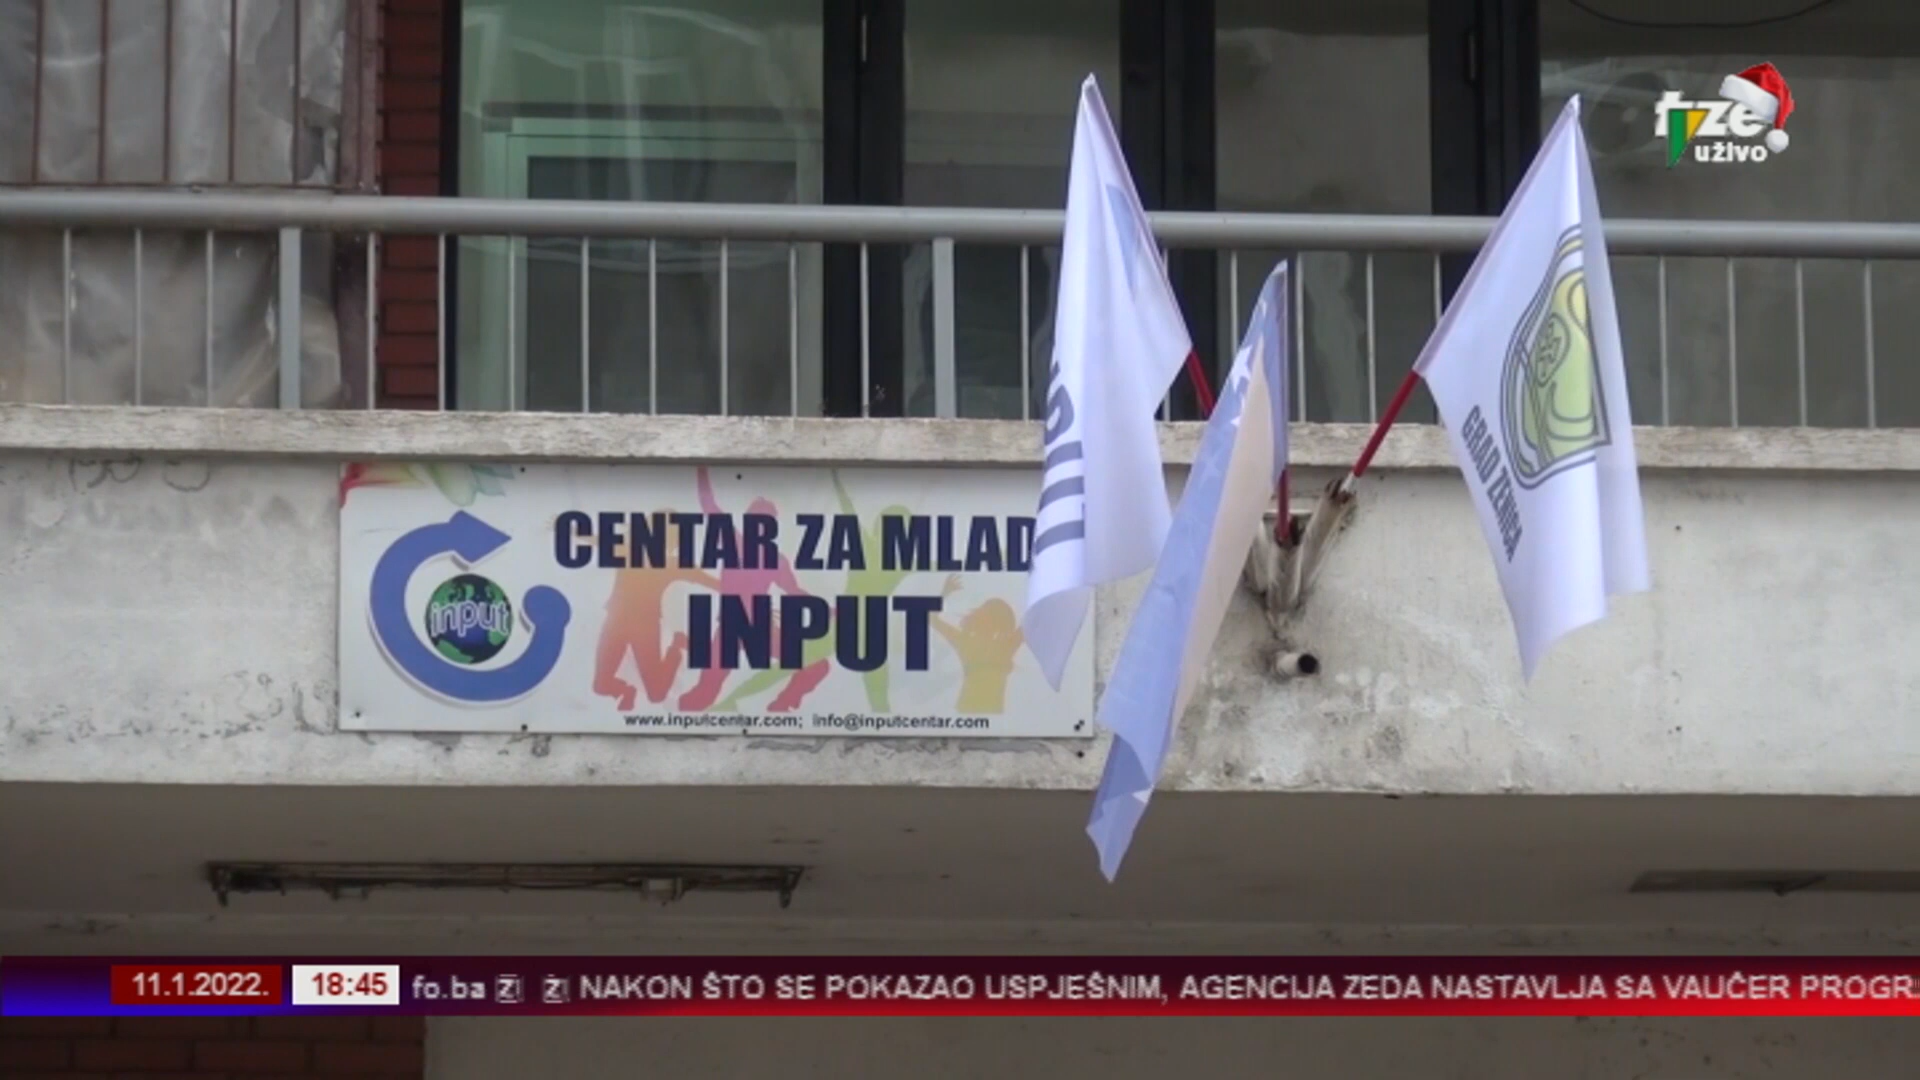 rtvze
uživo
CENTAR ZA MLAD
INPUT
input
www.inputcentar.com; info@inputcentar.com
GRAD ZENICA
11.1.2022. 18:45 fo.ba NAKON ŠTO SE POKAZAO USPJEŠNIM, AGENCIJA ZEDA NASTAVLJA SA VAUČER PROGR